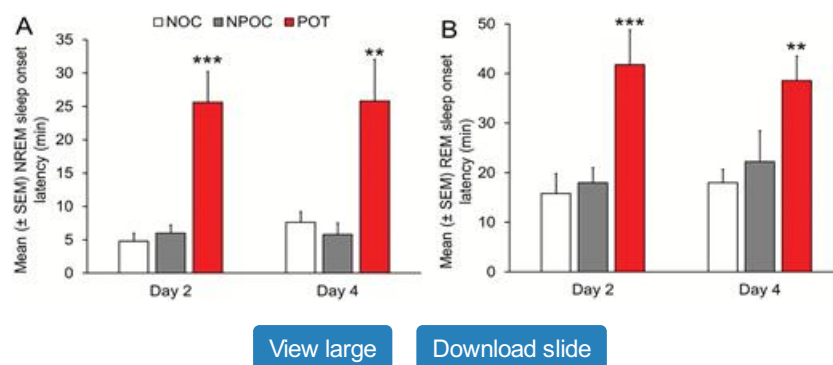 A
NOC NPOC POT
Mean (± SEM) NREM sleep onset
latency (min)
35
30
25
20
15
10
5
0
***
**
Day 2
Day 4
B
Mean (± SEM) REM sleep onset
latency (min)
50
40
30
20
10
0
***
**
Day 2
Day 4
View large
Download slide